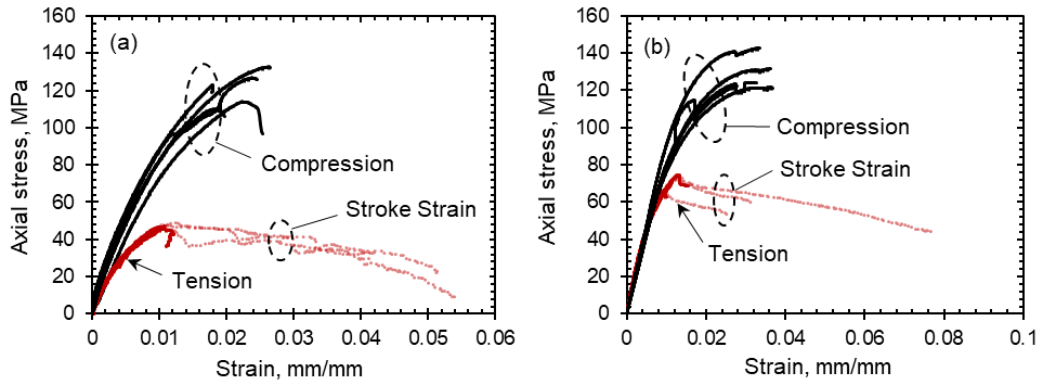 (a)
Axial stress, MPa
160
140
120
100
80
60
40
20
0
Compression
Stroke Strain
Tension
0 0.01 0.02 0.03 0.04 0.05 0.06
Strain, mm/mm
(b)
Axial stress, MPa
160
140
120
100
80
60
40
20
0
Compression
Stroke Strain
Tension
0 0.02 0.04 0.06 0.08 0.1
Strain, mm/mm